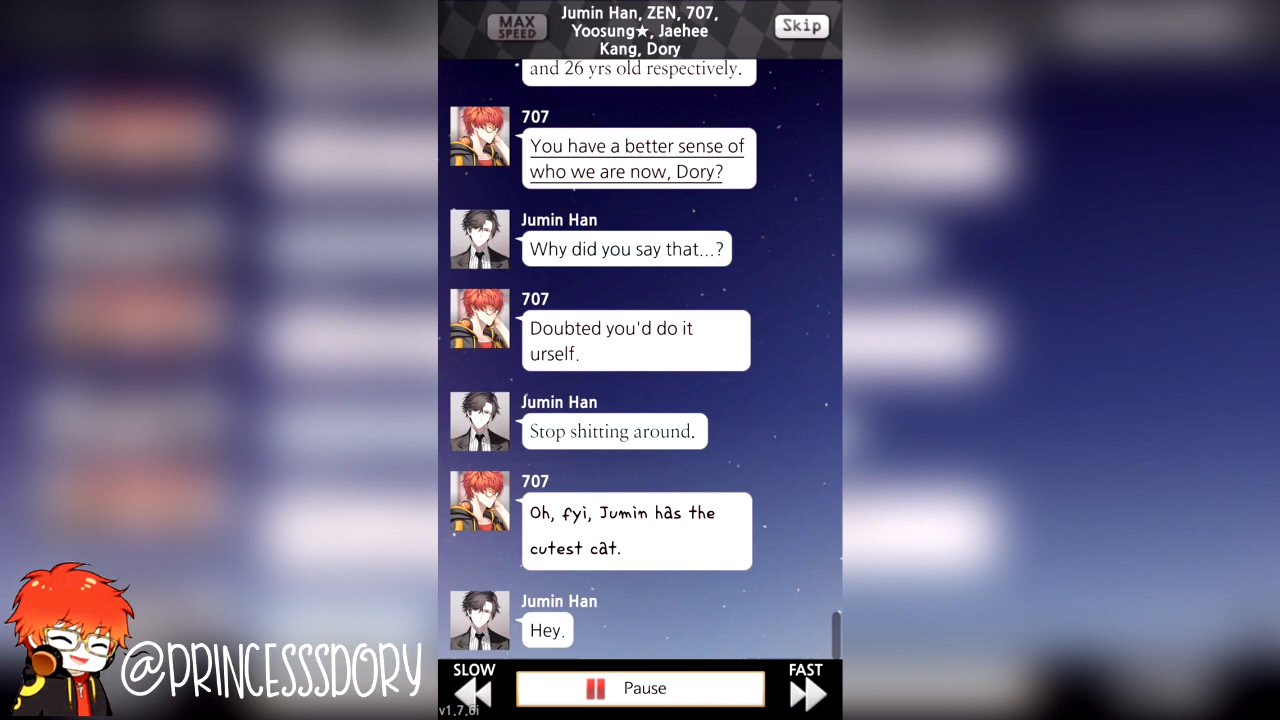 MAX
SPEED
Jumin Han, ZEN, 707,
Yoosung★, Jaehee
Kang, Dory
Skip
and 26 yrs old respectively.
707
You have a better sense of
who we are now, Dory?
Jumin Han
Why did you say that...?
707
Doubted you'd do it
urself.
Jumin Han
Stop shitting around.
707
Oh, fyi, Jumin has the
cutest cat.
Jumin Han
Hey.
@PRINCESSSDORY
SLOW
Pause
FAST
v1.7.6i